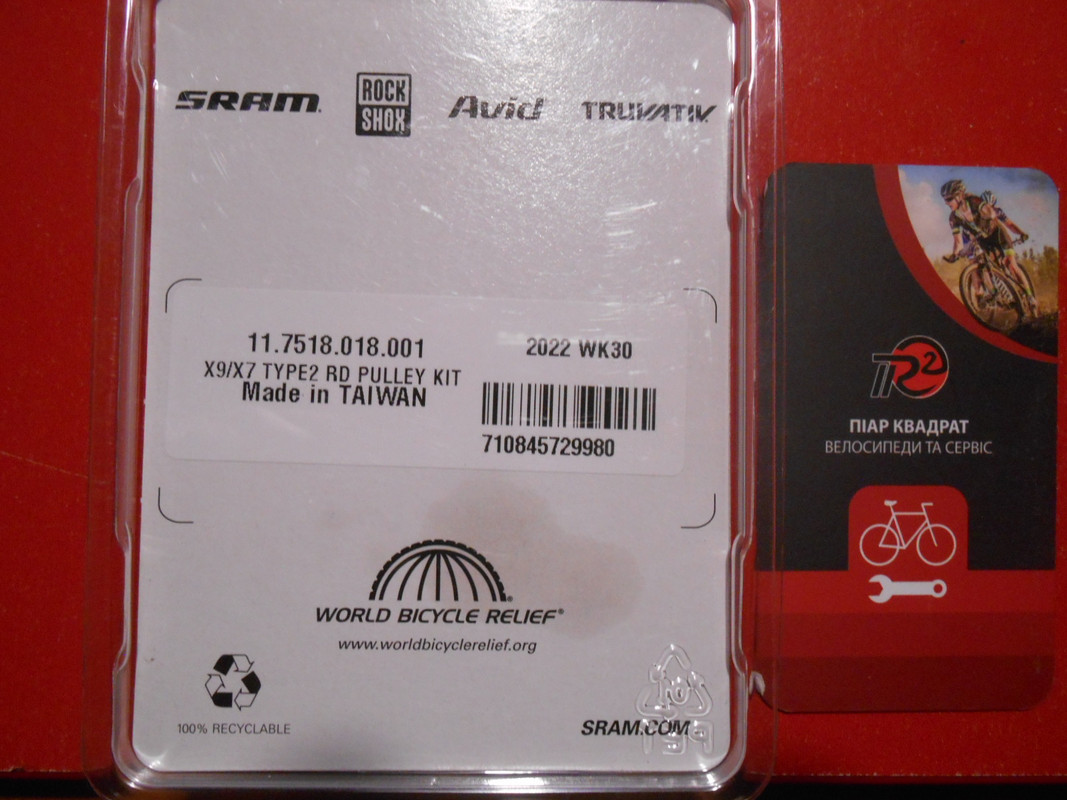 SRAM.
ROCK
SHOX
Avid
TRUVATIV
11.7518.018.001
X9/X7 TYPE2 RD PULLEY KIT
Made in TAIWAN
2022 WK30
710845729980
WORLD BICYCLE RELIEF®
www.worldbicyclerelief.org
100% RECYCLABLE
SRAM.COM
ПІАР КВАДРАТ
ВЕЛОСИПЕДИ ТА СЕРВІС